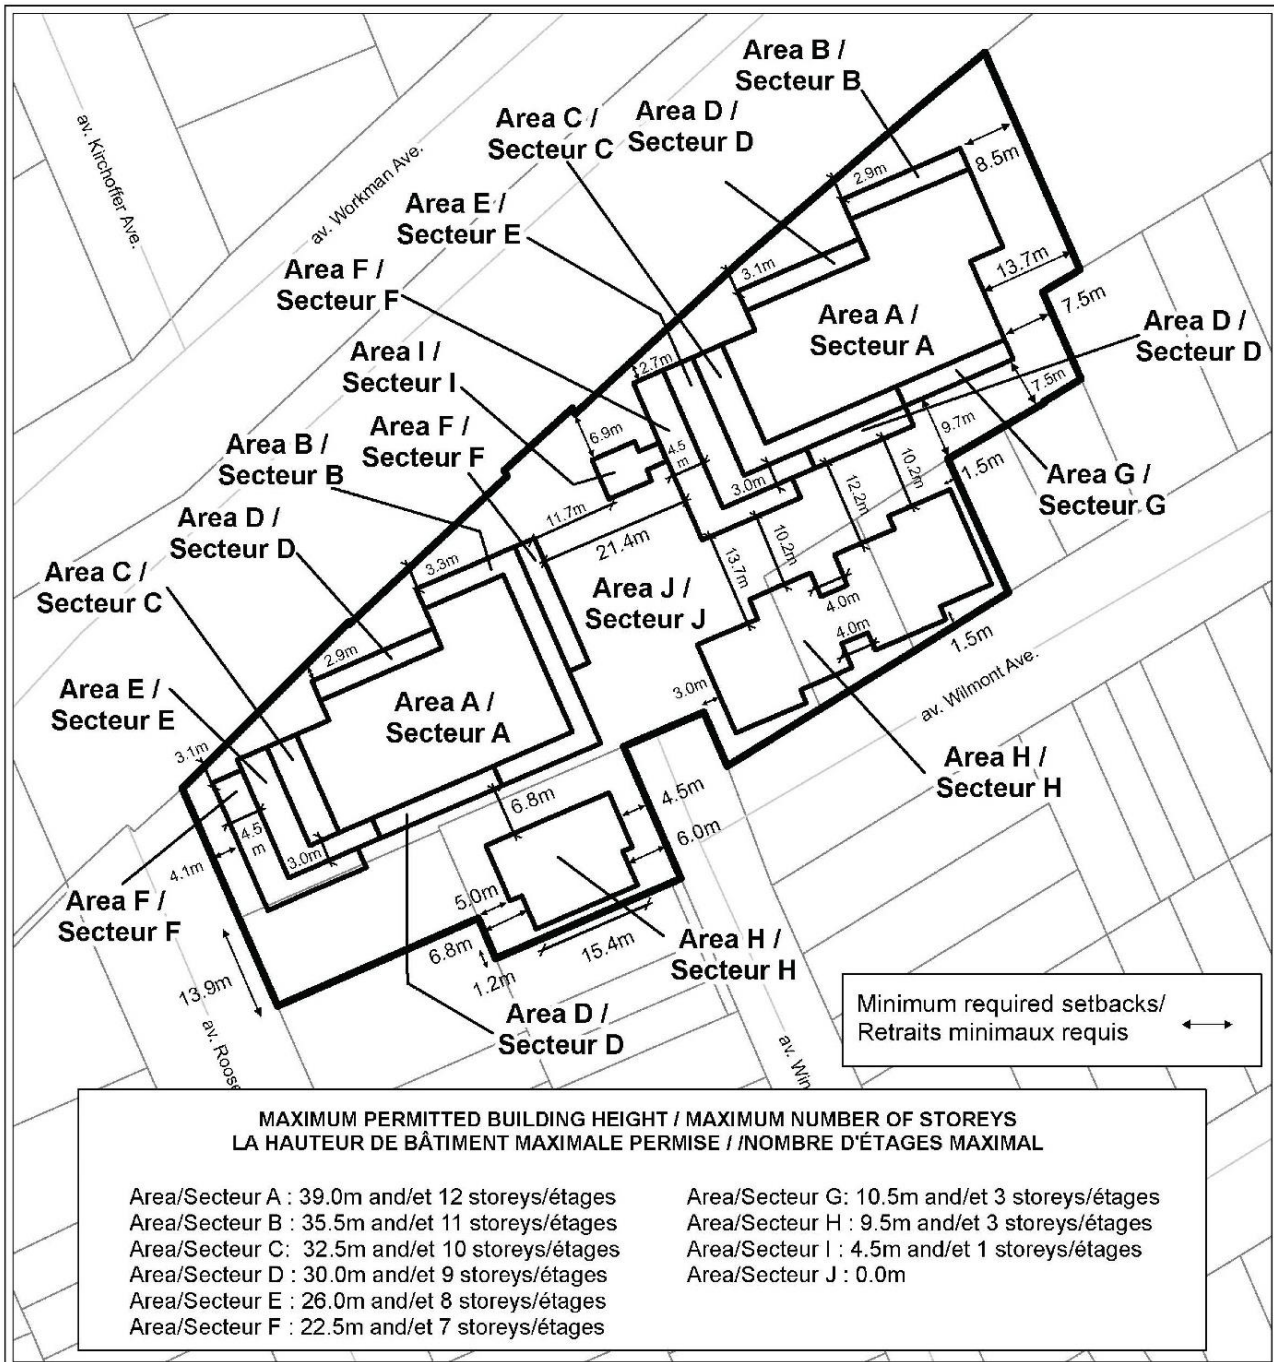 Area B /
Secteur B
Area C /
Secteur C
Area D /
Secteur D
av. Kirchoffer Ave.
av. Workman Ave.
8.5m
2.9m
Area E /
Secteur E
13.7m
3.1m
Area F /
Secteur F
7.5m
Area A /
Secteur A
Area D /
Secteur D
Area I /
Secteur I
2.7m
7.5m
6.9m
Area F /
Secteur F
9.7m
Area B /
Secteur B
4.5
m
10.2m
1.5m
3.0m
12.2m
Area G /
Secteur G
11.7m
Area D /
Secteur D
21.4m
10.2m
13.7m
3.3m
Area C /
Secteur C
Area J /
Secteur J
4.0m
4.0m
1.5m
2.9m
av. Wilmont Ave.
Area E /
Secteur E
Area A /
Secteur A
3.0m
3.1m
Area H /
Secteur H
6.8m
4.5m
6.0m
4.5
m
3.0m
4.1m
Area F /
Secteur F
5.0m
6.8m
15.4m
1.2m
Area H /
Secteur H
13.9m
Area D /
Secteur D
av. Roose
av. Win
Minimum required setbacks/
Retraits minimaux requis
MAXIMUM PERMITTED BUILDING HEIGHT / MAXIMUM NUMBER OF STOREYS
LA HAUTEUR DE BÂTIMENT MAXIMALE PERMISE / /NOMBRE D'ÉTAGES MAXIMAL
Area/Secteur A : 39.0m and/et 12 storeys/étages
Area/Secteur B : 35.5m and/et 11 storeys/étages
Area/Secteur C: 32.5m and/et 10 storeys/étages
Area/Secteur D : 30.0m and/et 9 storeys/étages
Area/Secteur E : 26.0m and/et 8 storeys/étages
Area/Secteur F : 22.5m and/et 7 storeys/étages
Area/Secteur G: 10.5m and/et 3 storeys/étages
Area/Secteur H : 9.5m and/et 3 storeys/étages
Area/Secteur I : 4.5m and/et 1 storeys/étages
Area/Secteur J : 0.0m